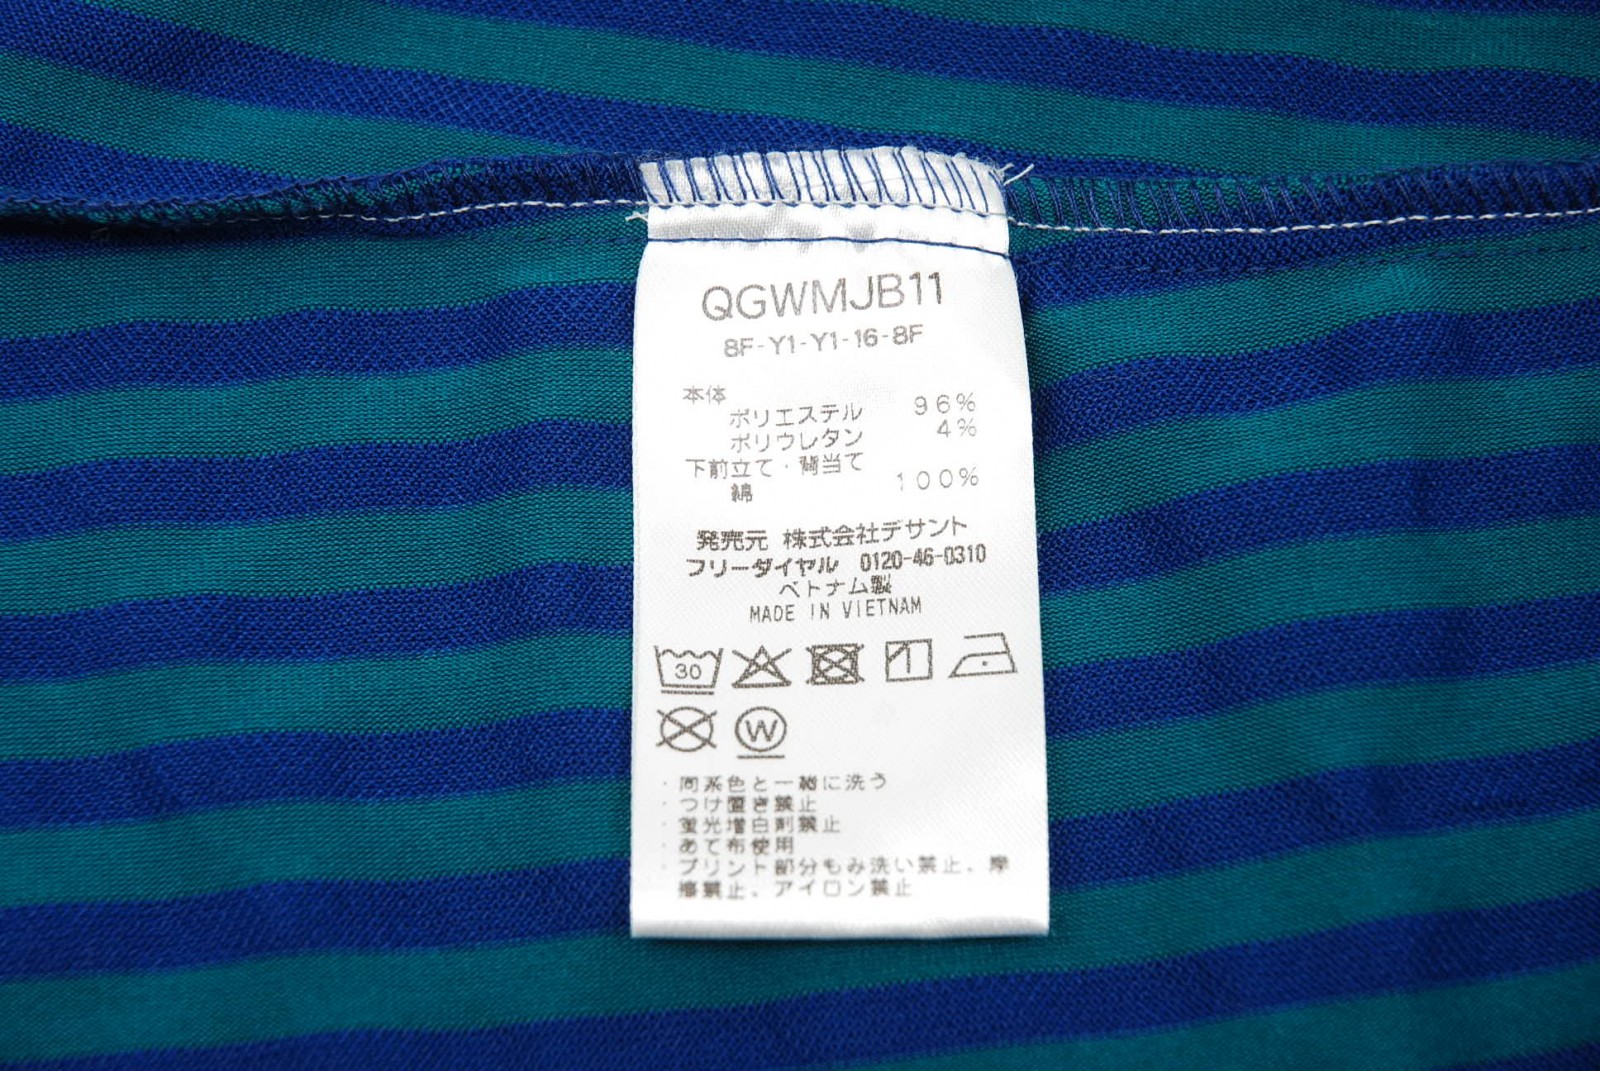 QGWMJB11
8F-Y1-Y1-16-8F
本体
ポリエステル 96%
ポリウレタン 4%
下前立て・背当て
綿 100%
発売元 株式会社デサント
フリーダイヤル 0120-46-0310
ベトナム製
MADE IN VIETNAM
30
W
・同系色と一緒に洗う
・つけ置き禁止
・蛍光増白剤禁止
・あて布使用
・プリント部分もみ洗い禁止、摩
擦禁止、アイロン禁止